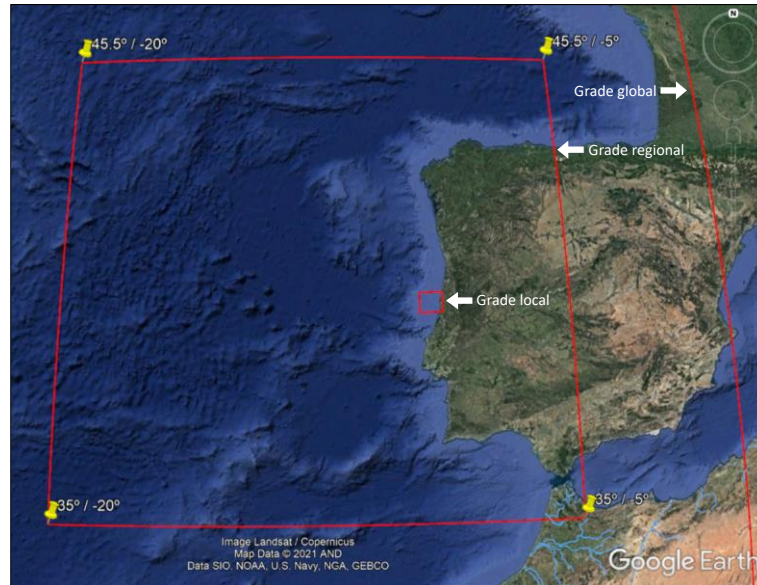 N
45.5º / -20º
45.5º / -5º
Grade global
Grade regional
Grade local
35º / -20º
35º / -5º
Image Landsat / Copernicus
Map Data © 2021 AND
Data SIO, NOAA, U.S. Navy, NGA, GEBCO
Google Earth